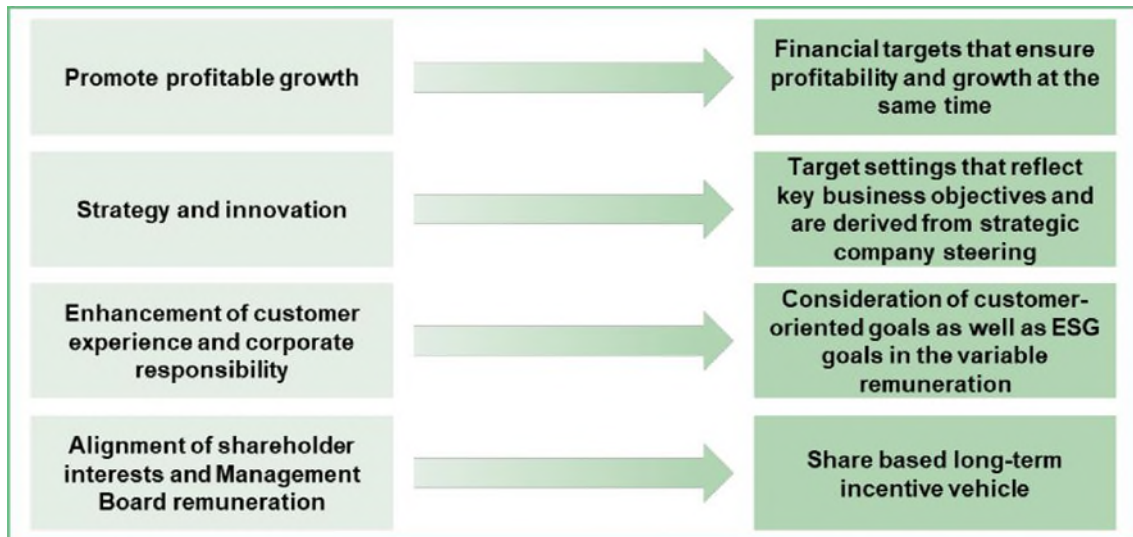 Promote profitable growth
Financial targets that ensure
profitability and growth at the
same time
Strategy and innovation
Target settings that reflect
key business objectives and
are derived from strategic
company steering
Enhancement of customer
experience and corporate
responsibility
Consideration of customer-
oriented goals as well as ESG
goals in the variable
remuneration
Alignment of shareholder
interests and Management
Board remuneration
Share based long-term
incentive vehicle